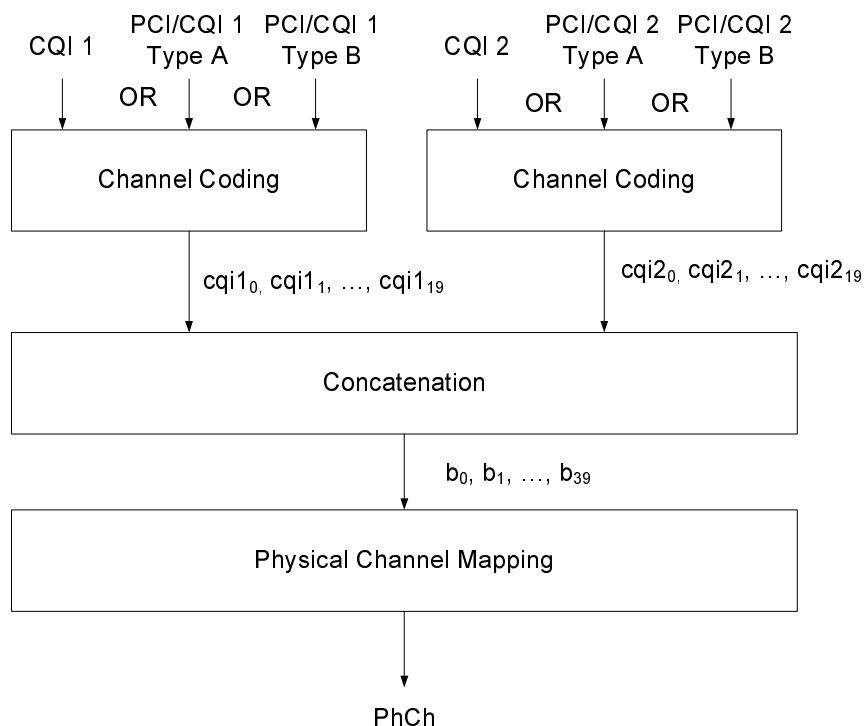 CQI 1
PCI/CQI 1
Type A
PCI/CQI 1
Type B
OR
OR
CQI 2
PCI/CQI 2
Type A
PCI/CQI 2
Type B
OR
OR
Channel Coding
Channel Coding
cqi1₀, cqi1₁, …, cqi1₁₉
cqi2₀, cqi2₁, …, cqi2₁₉
Concatenation
b₀, b₁, …, b₃₉
Physical Channel Mapping
PhCh